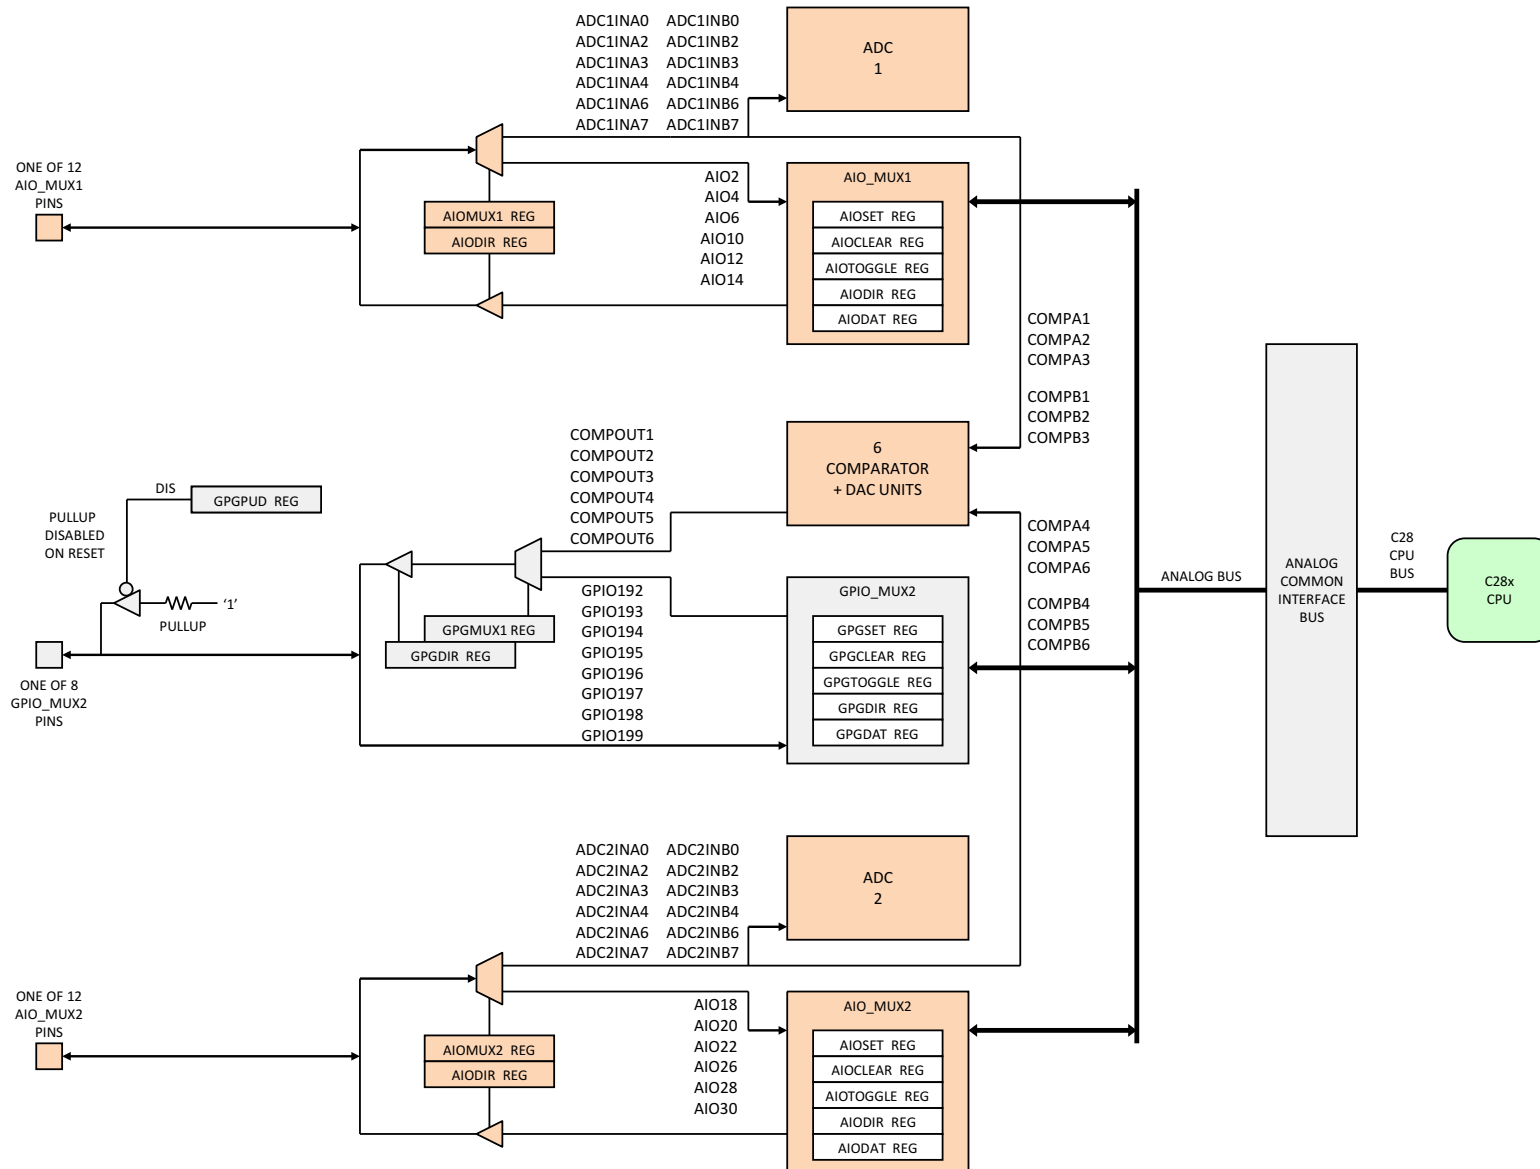 ADC1INA0 ADC1INB0
ADC1INA2 ADC1INB2
ADC1INA3 ADC1INB3
ADC1INA4 ADC1INB4
ADC1INA6 ADC1INB6
ADC1INA7 ADC1INB7
ADC
1
ONE OF 12
AIO_MUX1
PINS
AIOMUX1 REG
AIODIR REG
AIO2
AIO4
AIO6
AIO10
AIO12
AIO14
AIO_MUX1
AIOSET REG
AIOCLEAR REG
AIOTOGGLE REG
AIODIR REG
AIODAT REG
COMPA1
COMPA2
COMPA3
COMPB1
COMPB2
COMPB3
COMPOUT1
COMPOUT2
COMPOUT3
COMPOUT4
COMPOUT5
COMPOUT6
6
COMPARATOR
+ DAC UNITS
DIS
GPGPUD REG
PULLUP
DISABLED
ON RESET
'1'
PULLUP
ONE OF 8
GPIO_MUX2
PINS
GPGMUX1 REG
GPGDIR REG
GPIO192
GPIO193
GPIO194
GPIO195
GPIO196
GPIO197
GPIO198
GPIO199
GPIO_MUX2
GPGSET REG
GPGCLEAR REG
GPGTOGGLE REG
GPGDIR REG
GPGDAT REG
COMPA4
COMPA5
COMPA6
COMPB4
COMPB5
COMPB6
ANALOG BUS
ANALOG
COMMON
INTERFACE
BUS
C28
CPU
BUS
C28x
CPU
ADC2INA0 ADC2INB0
ADC2INA2 ADC2INB2
ADC2INA3 ADC2INB3
ADC2INA4 ADC2INB4
ADC2INA6 ADC2INB6
ADC2INA7 ADC2INB7
ADC
2
ONE OF 12
AIO_MUX2
PINS
AIOMUX2 REG
AIODIR REG
AIO18
AIO20
AIO22
AIO26
AIO28
AIO30
AIO_MUX2
AIOSET REG
AIOCLEAR REG
AIOTOGGLE REG
AIODIR REG
AIODAT REG